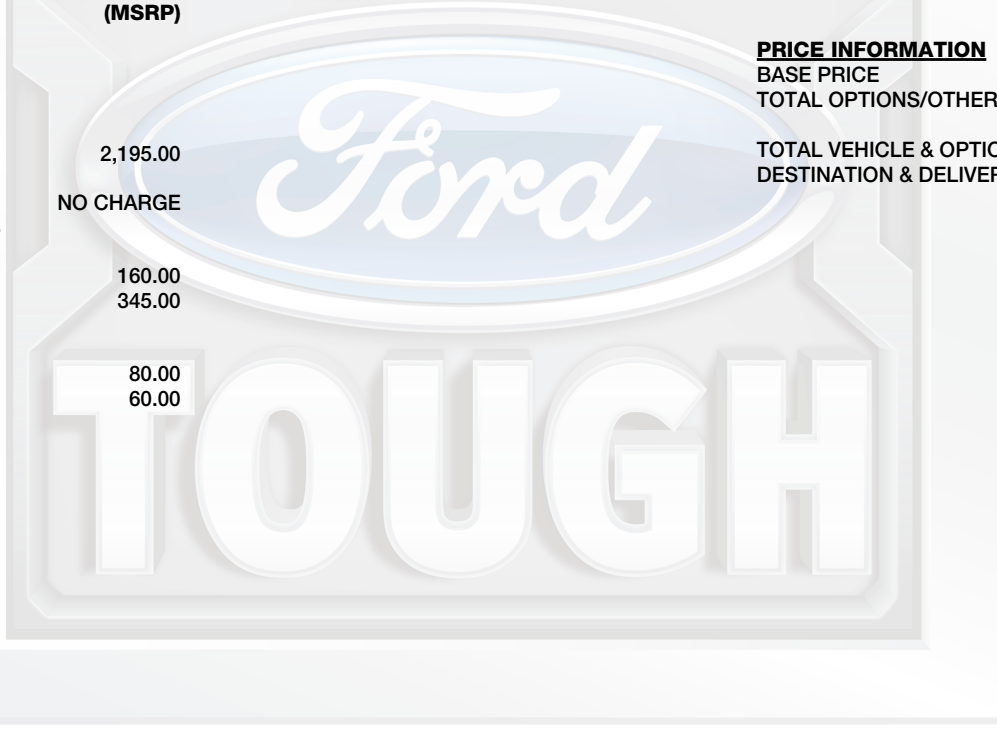 (MSRP)
2,195.00
NO CHARGE
160.00
345.00
80.00
60.00
PRICE INFORMATION
BASE PRICE
TOTAL OPTIONS/OTHER
TOTAL VEHICLE & OPTIO
DESTINATION & DELIVER
Ford
TOUGH